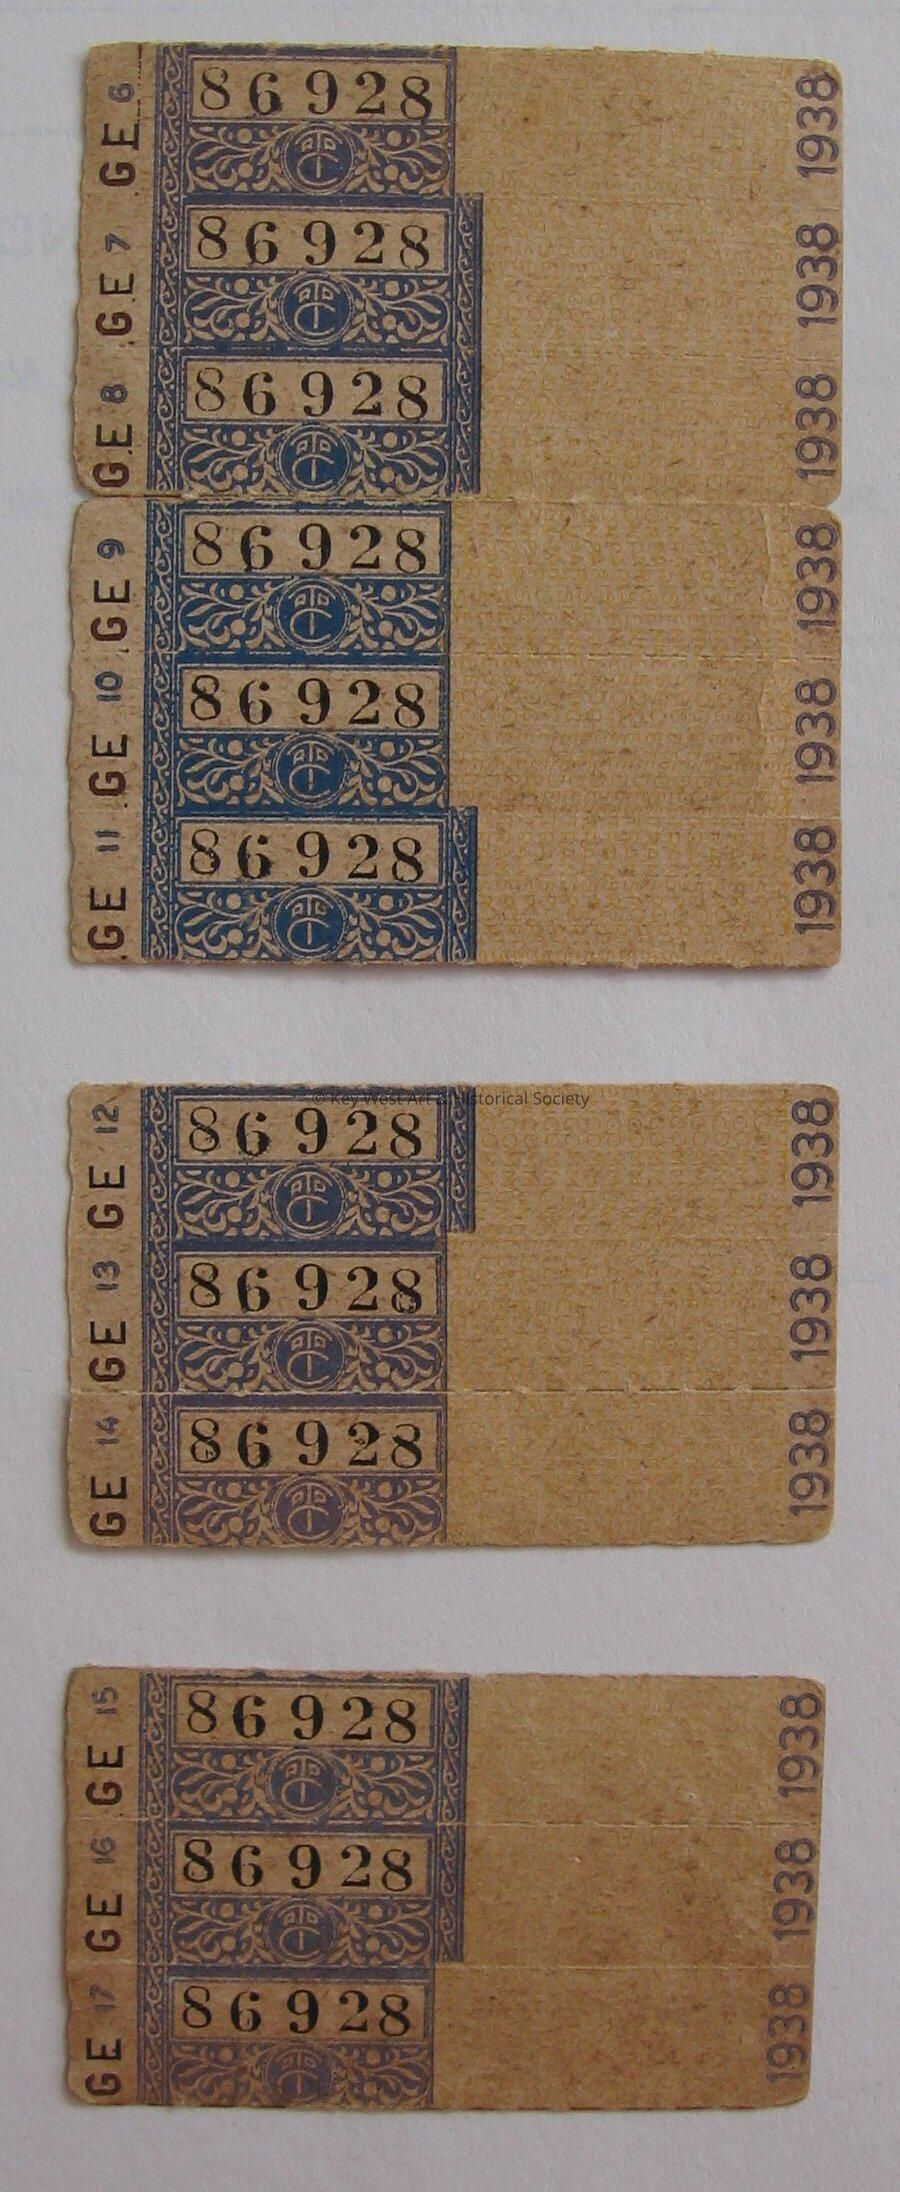 GE 6 86928 1938
GE 7 86928 1938
GE 8 86928 1938
GE 9 86928 1938
GE 10 86928 1938
GE 11 86928 1938
© Key West Art & Historical Society
GE 12 86928 1938
GE 13 86928 1938
GE 14 86928 1938
GE 15 86928 1938
GE 16 86928 1938
GE 17 86928 1938